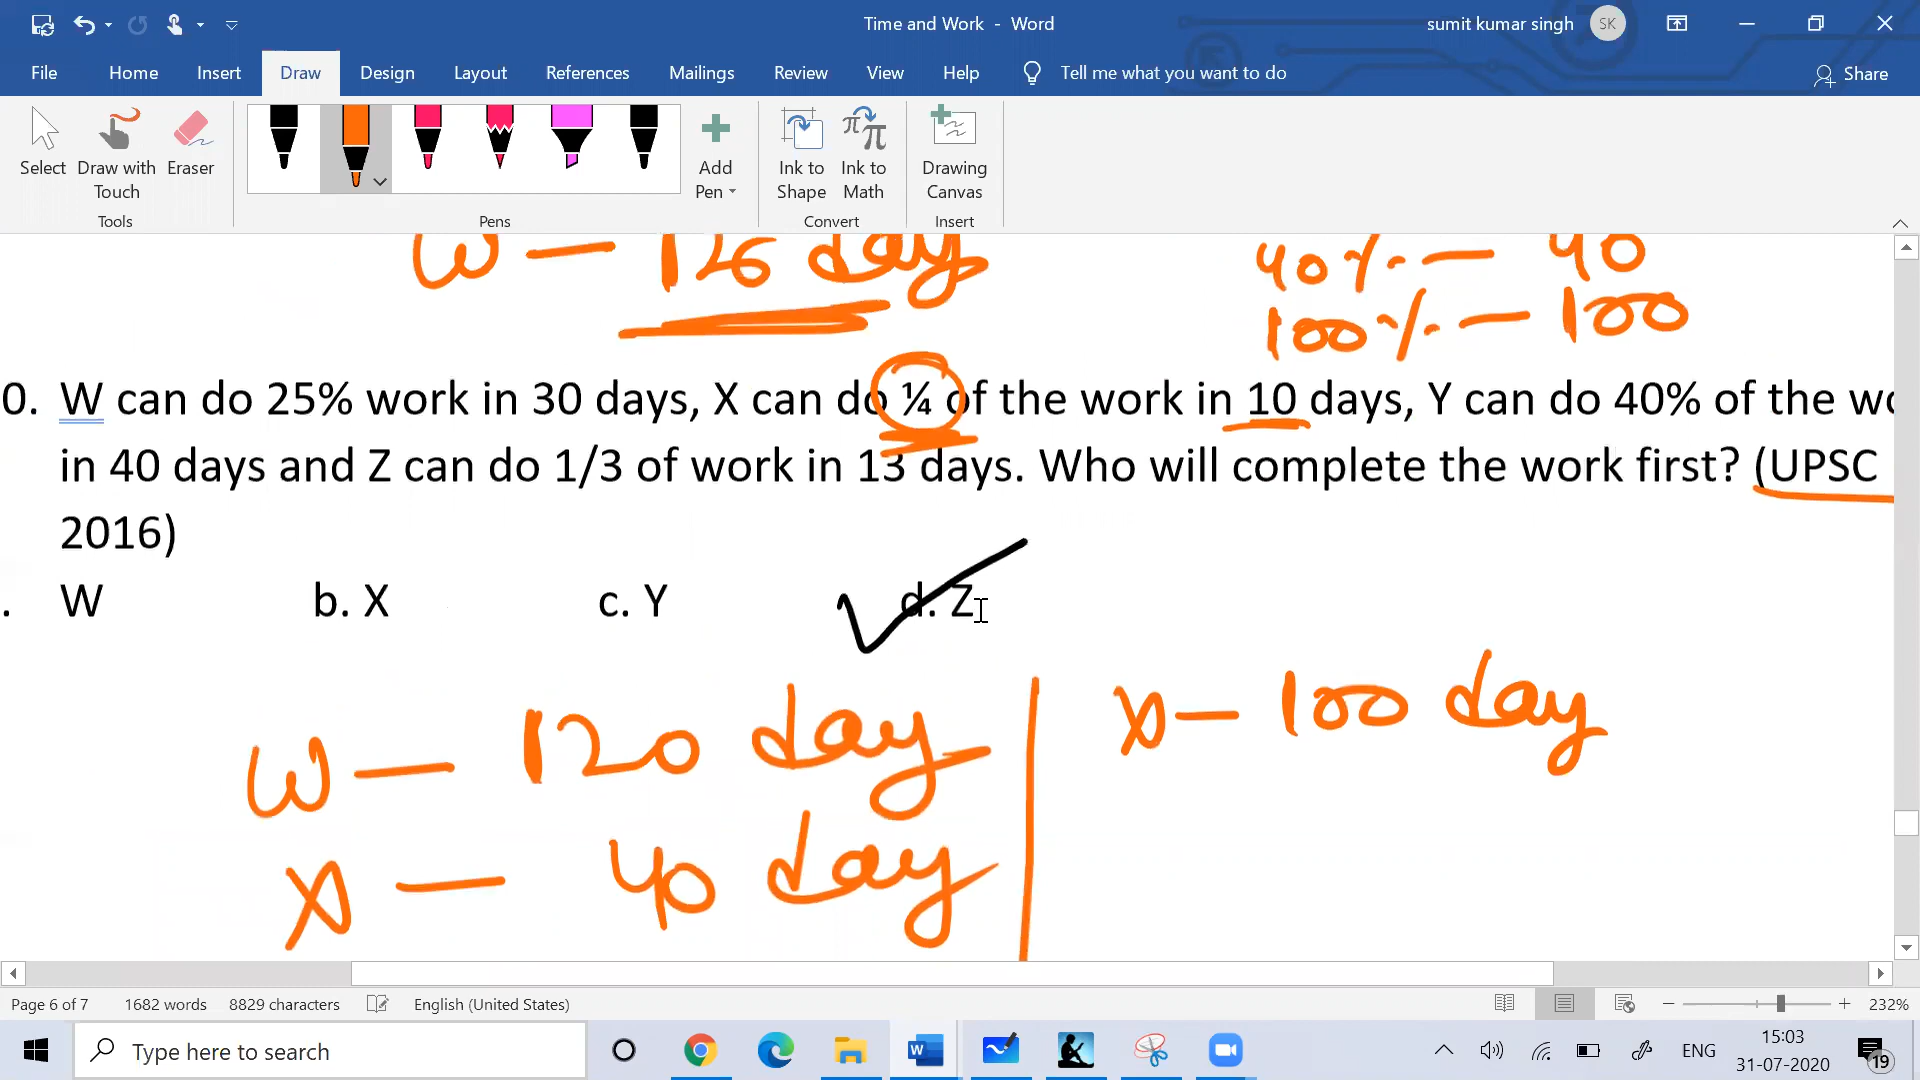 Time and Work - Word
sumit kumar singh
SK
File Home Insert Draw Design Layout References Mailings Review View Help Tell me what you want to do
Share
Select
Draw with Touch
Eraser
Add Pen
Ink to Shape
Ink to Math
Drawing Canvas
Tools
Pens
Convert
Insert
W — 126 day
40% — 40
100% — 100
0. W can do 25% work in 30 days, X can do ¼ of the work in 10 days, Y can do 40% of the wo
in 40 days and Z can do 1/3 of work in 13 days. Who will complete the work first? (UPSC
2016)
. W b. X c. Y d. Z
W — 120 day
X — 100 day
X — 40 day
Page 6 of 7 1682 words 8829 characters English (United States) 232%
Type here to search
ENG
15:03
31-07-2020
19